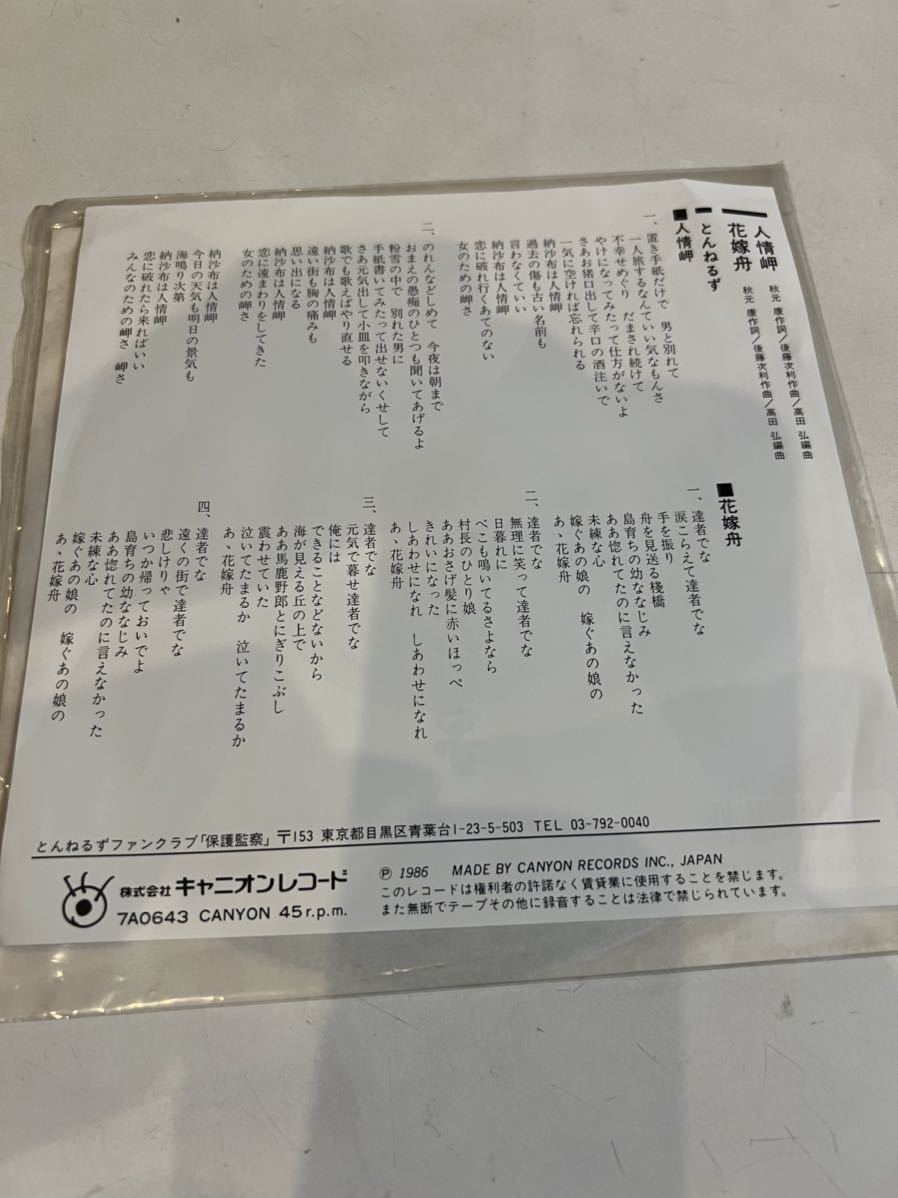 人情岬
秋元 康作詞／後藤次利作曲／高田 弘編曲
花嫁舟
秋元 康作詞／後藤次利作曲／高田 弘編曲
とんねるず
■人情岬
一、置き手紙だけで 男と別れて
一人旅するなんていい気なもんさ
不幸せめぐり だまされ続けて
やけになってみたって仕方がないよ
さあお猪口出して辛口の酒注いで
一気に空ければ忘れられる
納沙布は人情岬
過去の傷も古い名前も
言わなくていい
納沙布は人情岬
恋に破れ行くあてのない
女のための岬さ
二、のれんなどしめて 今夜は朝まで
おまえの愚痴のひとつも聞いてあげるよ
粉雪の中で 別れた男に
手紙書いてみたって出せないくせして
さあ元気出して小皿を叩きながら
歌でも歌えばやり直せる
納沙布は人情岬
遠い街も胸の痛みも
思い出になる
納沙布は人情岬
恋に遠まわりをしてきた
女のための岬さ
納沙布は人情岬
今日の天気も明日の景気も
海鳴り次第
納沙布は人情岬
恋に破れたら来ればいい
みんなのための岬さ 岬さ
■花嫁舟
一、達者でな
涙こらえて達者でな
手を振り
舟を見送る棧橋
島育ちの幼ななじみ
ああ惚れてたのに言えなかった
未練な心
嫁ぐあの娘の 嫁ぐあの娘の
あゝ花嫁舟
二、達者でな
無理に笑って達者でな
日暮れに
べこも鳴いてるさよなら
村長のひとり娘
ああおさげ髪に赤いほっぺ
きれいになった
しあわせになれ しあわせになれ
あゝ花嫁舟
三、達者でな
元気で暮せ達者でな
俺には
できることなどないから
海が見える丘の上で
ああ馬鹿野郎とにぎりこぶし
震わせていた
泣いてたまるか 泣いてたまるか
あゝ花嫁舟
四、達者でな
遠くの街で達者でな
悲しけりゃ
いつか帰っておいでよ
島育ちの幼ななじみ
ああ惚れてたのに言えなかった
未練な心
嫁ぐあの娘の 嫁ぐあの娘の
あゝ花嫁舟
とんねるずファンクラブ「保護監察」〒153 東京都目黒区青葉台1-23-5-503 TEL 03-792-0040
株式会社 キャニオンレコード
7A0643 CANYON 45r.p.m.
Ⓟ 1986 MADE BY CANYON RECORDS INC., JAPAN
このレコードは権利者の許諾なく賃貸業に使用することを禁じます。
また無断でテープその他に録音することは法律で禁じられています。